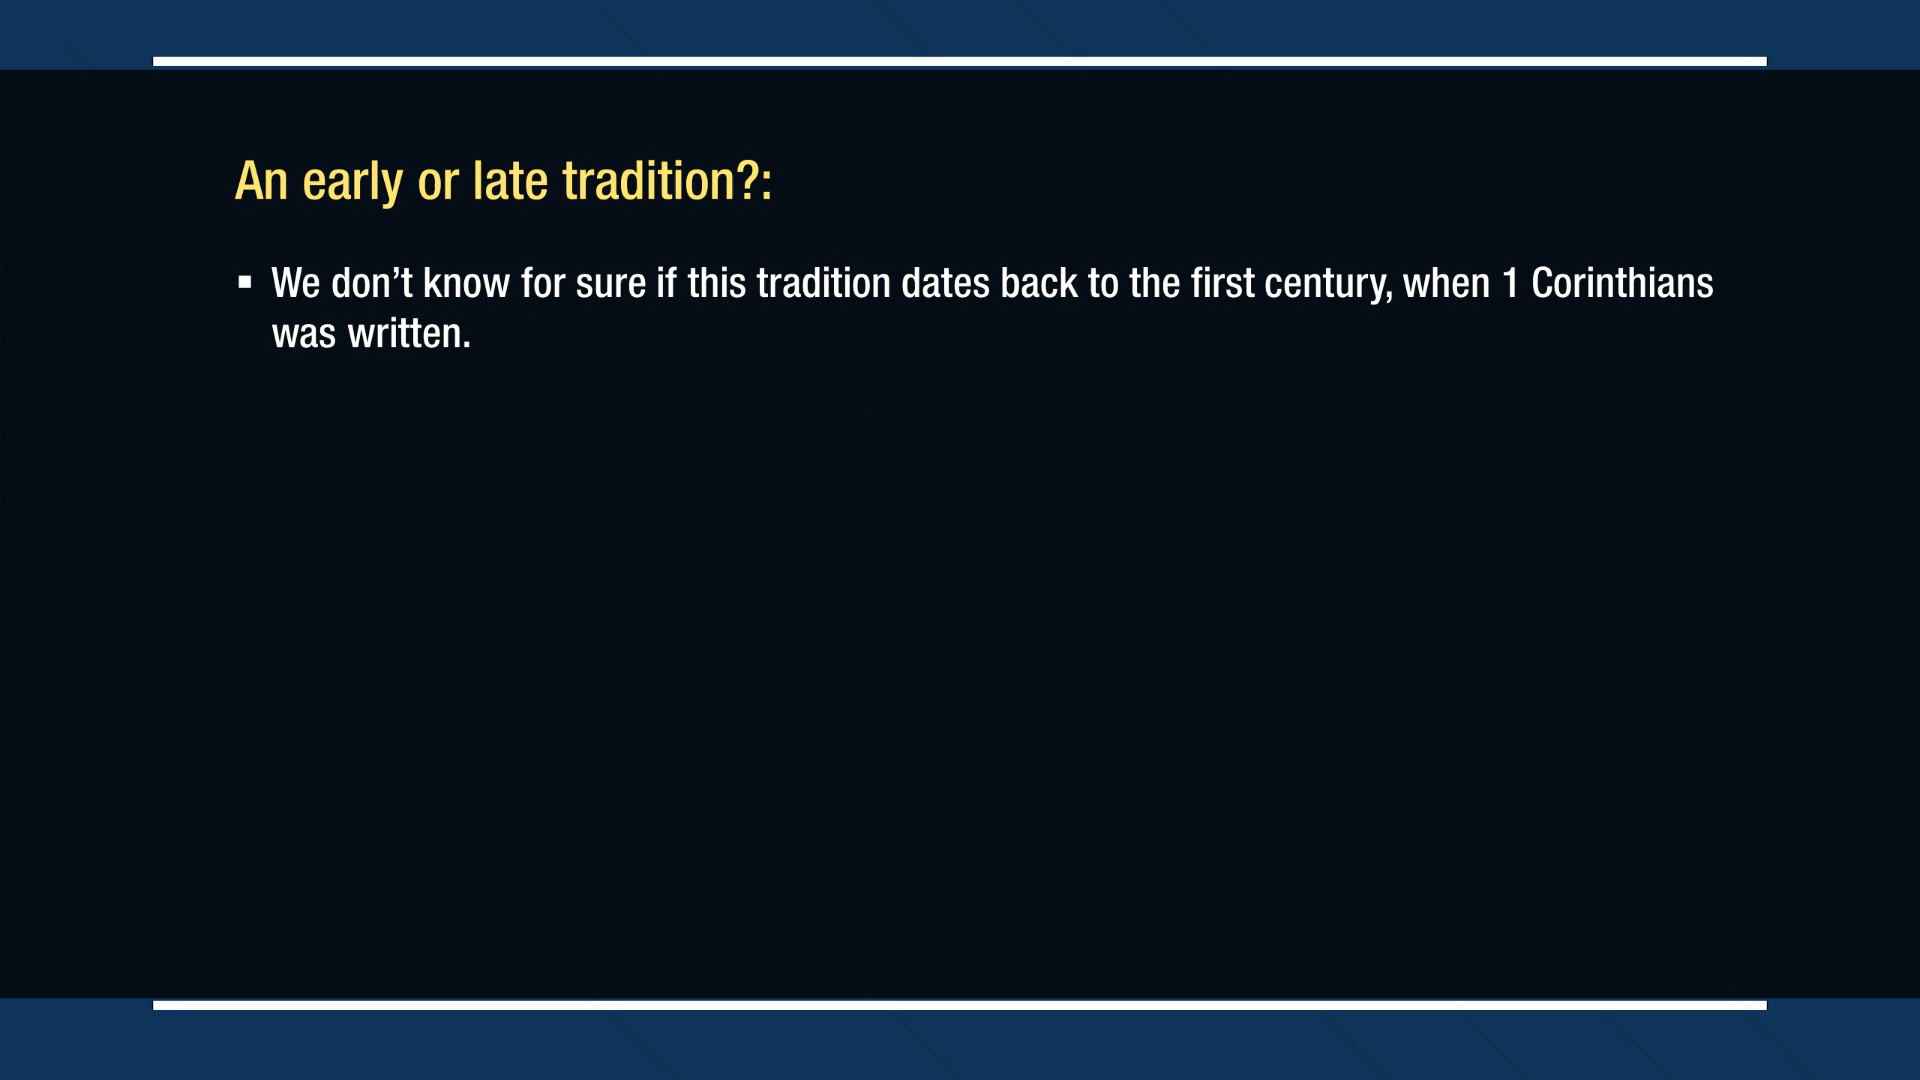 An early or late tradition?:
▪ We don’t know for sure if this tradition dates back to the first century, when 1 Corinthians
was written.